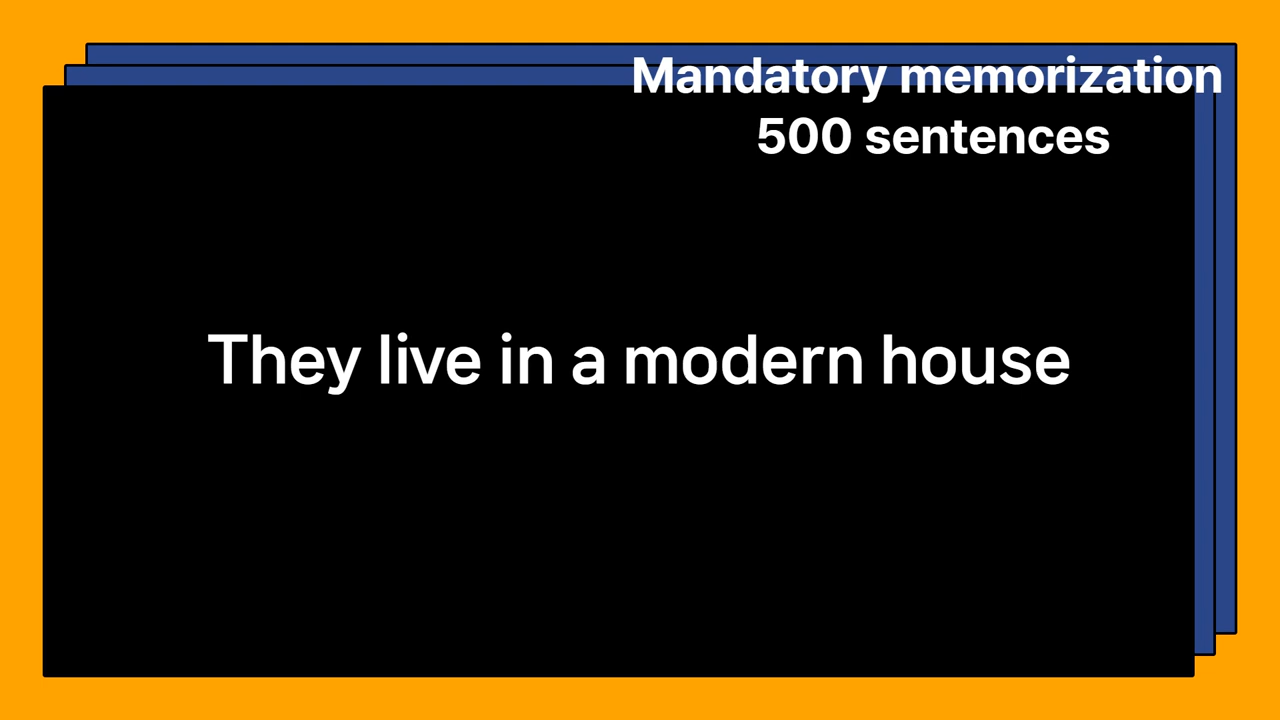 Mandatory memorization
500 sentences
They live in a modern house